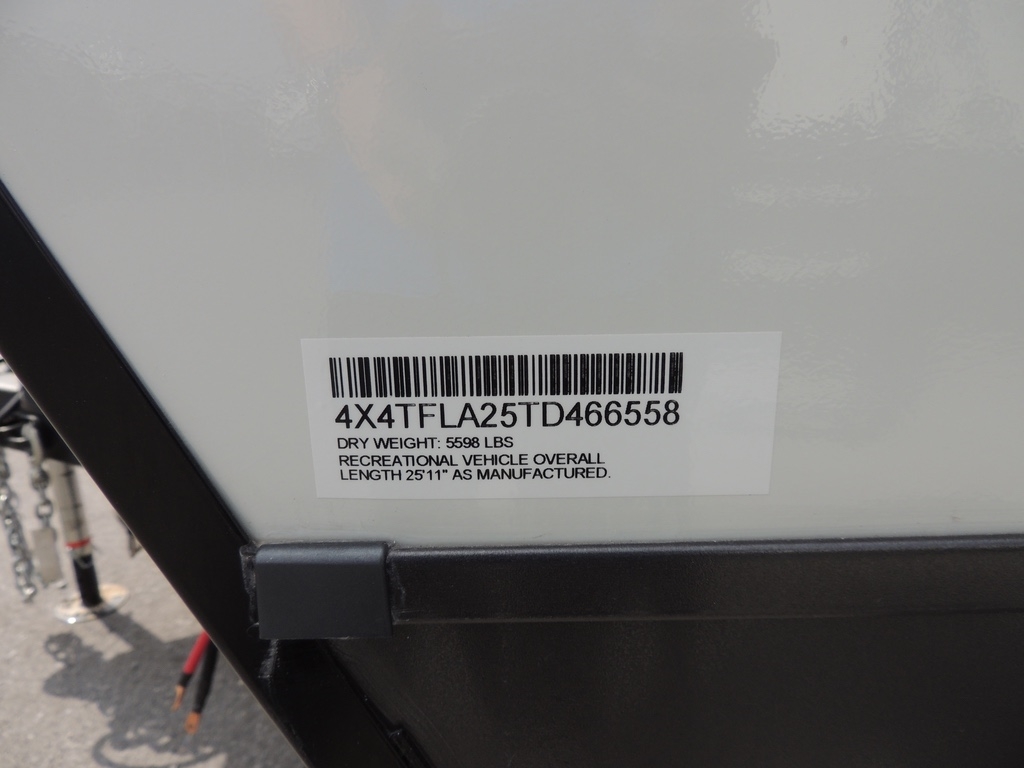 4X4TFLA25TD466558
DRY WEIGHT: 5598 LBS
RECREATIONAL VEHICLE OVERALL
LENGTH 25'11" AS MANUFACTURED.